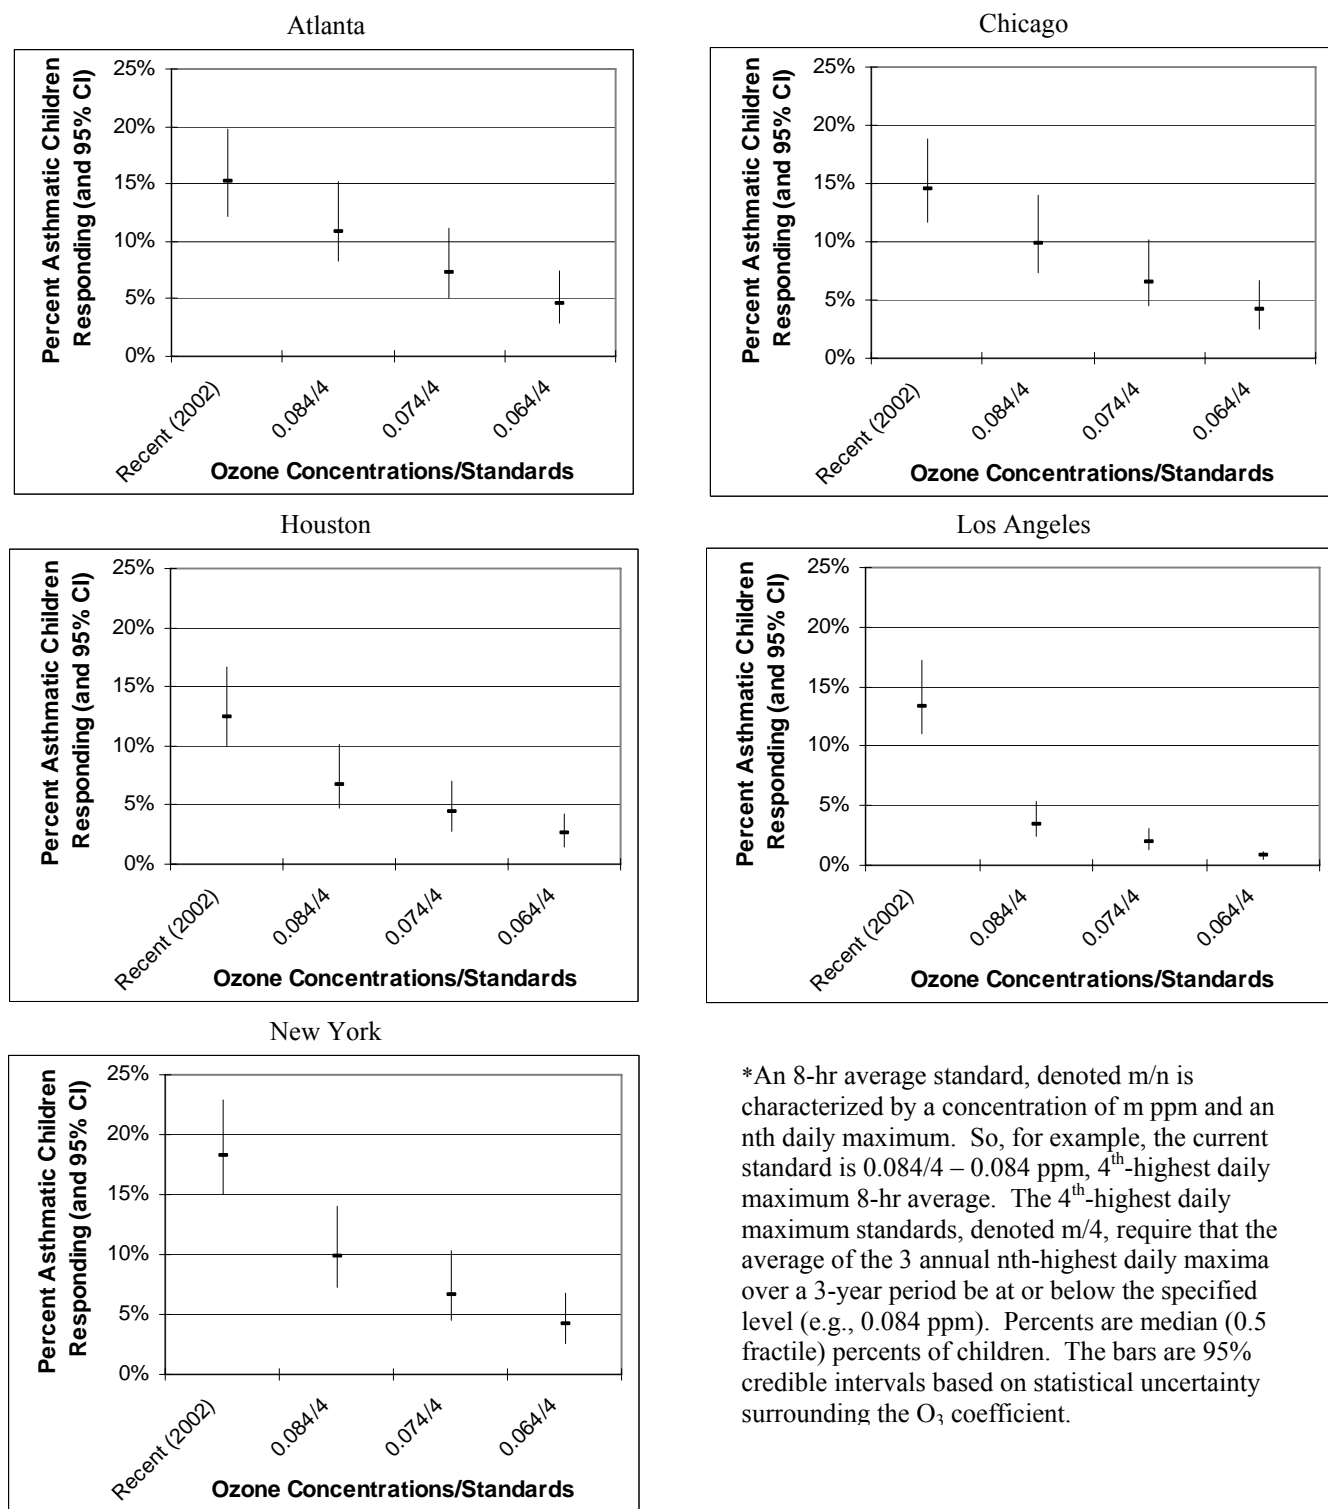 Atlanta
Percent Asthmatic Children
Responding (and 95% CI)
25%
20%
15%
10%
5%
0%
Recent (2002)
0.084/4
0.074/4
0.064/4
Ozone Concentrations/Standards
Chicago
Percent Asthmatic Children
Responding (and 95% CI)
25%
20%
15%
10%
5%
0%
Recent (2002)
0.084/4
0.074/4
0.064/4
Ozone Concentrations/Standards
Houston
Percent Asthmatic Children
Responding (and 95% CI)
25%
20%
15%
10%
5%
0%
Recent (2002)
0.084/4
0.074/4
0.064/4
Ozone Concentrations/Standards
Los Angeles
Percent Asthmatic Children
Responding (and 95% CI)
25%
20%
15%
10%
5%
0%
Recent (2002)
0.084/4
0.074/4
0.064/4
Ozone Concentrations/Standards
New York
Percent Asthmatic Children
Responding (and 95% CI)
25%
20%
15%
10%
5%
0%
Recent (2002)
0.084/4
0.074/4
0.064/4
Ozone Concentrations/Standards
*An 8-hr average standard, denoted m/n is
characterized by a concentration of m ppm and an
nth daily maximum.  So, for example, the current
standard is 0.084/4 – 0.084 ppm, 4th-highest daily
maximum 8-hr average.  The 4th-highest daily
maximum standards, denoted m/4, require that the
average of the 3 annual nth-highest daily maxima
over a 3-year period be at or below the specified
level (e.g., 0.084 ppm).  Percents are median (0.5
fractile) percents of children.  The bars are 95%
credible intervals based on statistical uncertainty
surrounding the O3 coefficient.